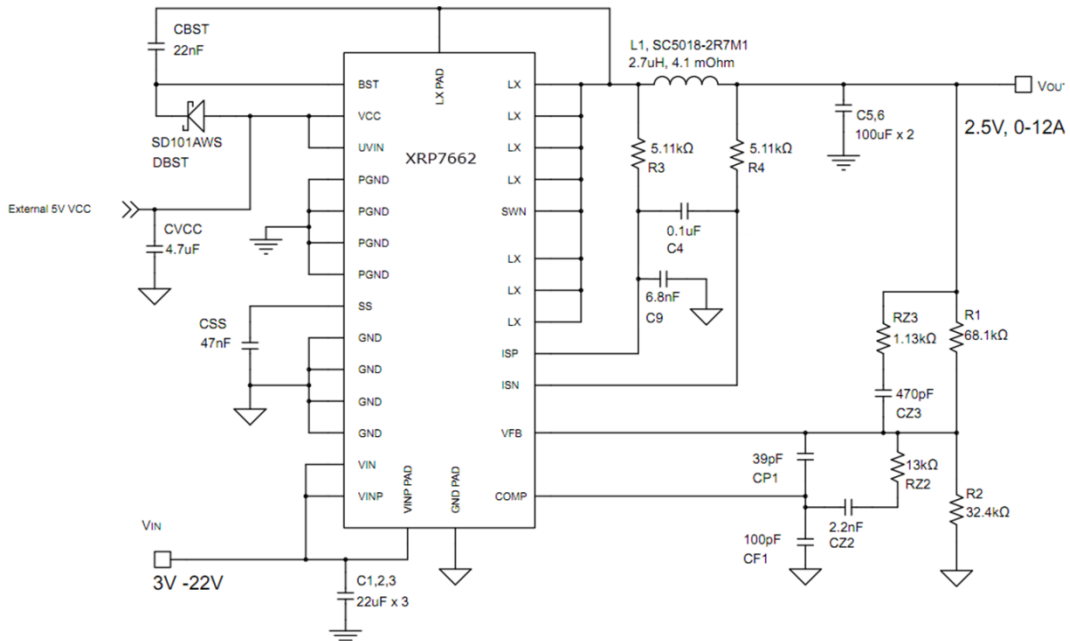 CBST
22nF
SD101AWS
DBST
External 5V VCC
CVCC
4.7uF
CSS
47nF
VIN
3V -22V
C1,2,3
22uF x 3
LX PAD
BST
VCC
UVIN
XRP7662
PGND
PGND
PGND
PGND
SS
GND
GND
GND
GND
VIN
VINP
VINP PAD
GND PAD
LX
LX
LX
LX
SWN
LX
LX
LX
ISP
ISN
VFB
COMP
L1, SC5018-2R7M1
2.7uH, 4.1 mOhm
5.11kΩ
R3
5.11kΩ
R4
0.1uF
C4
6.8nF
C9
C5,6
100uF x 2
2.5V, 0-12A
RZ3
1.13kΩ
R1
68.1kΩ
470pF
CZ3
39pF
CP1
13kΩ
RZ2
2.2nF
CZ2
100pF
CF1
R2
32.4kΩ